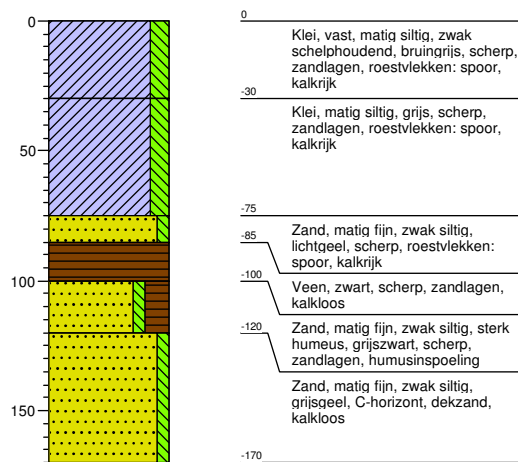 0
50
100
150
0
Klei, vast, matig siltig, zwak
schelphoudend, bruingrijs, scherp,
zandlagen, roestvlekken: spoor,
kalkrijk
-30
Klei, matig siltig, grijs, scherp,
zandlagen, roestvlekken: spoor,
kalkrijk
-75
Zand, matig fijn, zwak siltig,
lichtgeel, scherp, roestvlekken:
spoor, kalkrijk
-85
Veen, zwart, scherp, zandlagen,
kalkloos
-100
Zand, matig fijn, zwak siltig, sterk
humeus, grijszwart, scherp,
zandlagen, humusinspoeling
-120
Zand, matig fijn, zwak siltig,
grijsgeel, C-horizont, dekzand,
kalkloos
-170